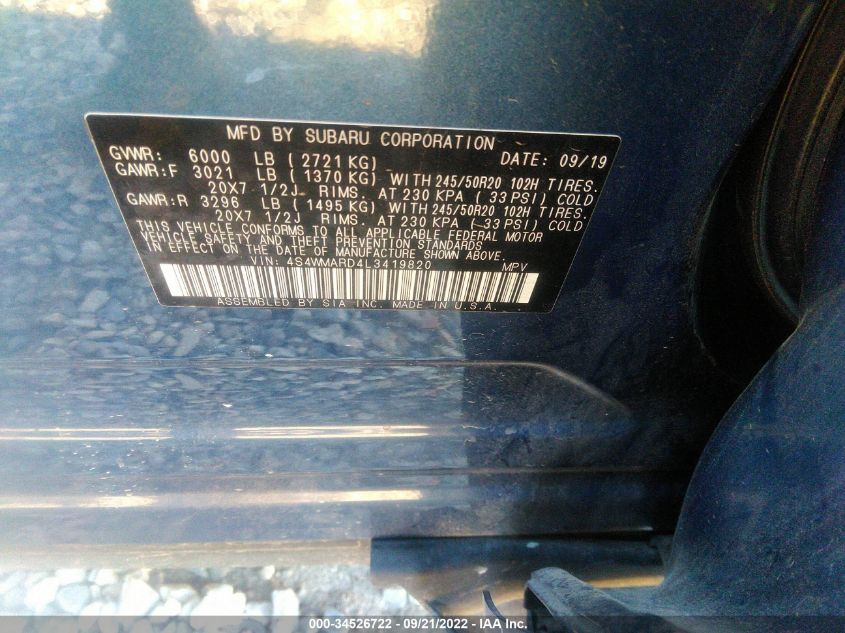 MFD BY SUBARU CORPORATION
GVWR: 6000 LB ( 2721 KG) DATE: 09/19
GAWR:F 3021 LB ( 1370 KG) WITH 245/50R20 102H TIRES.
20X7 1/2J RIMS. AT 230 KPA ( 33 PSI) COLD
GAWR:R 3296 LB ( 1495 KG) WITH 245/50R20 102H TIRES.
20X7 1/2J RIMS. AT 230 KPA ( 33 PSI) COLD
THIS VEHICLE CONFORMS TO ALL APPLICABLE FEDERAL MOTOR
VEHICLE SAFETY AND THEFT PREVENTION STANDARDS
IN EFFECT ON THE DATE OF MANUFACTURE SHOWN ABOVE.
VIN: 4S4WMARD4L3419820 MPV
ASSEMBLED BY SIA INC. MADE IN U.S.A.
000-34526722 - 09/21/2022 - IAA Inc.